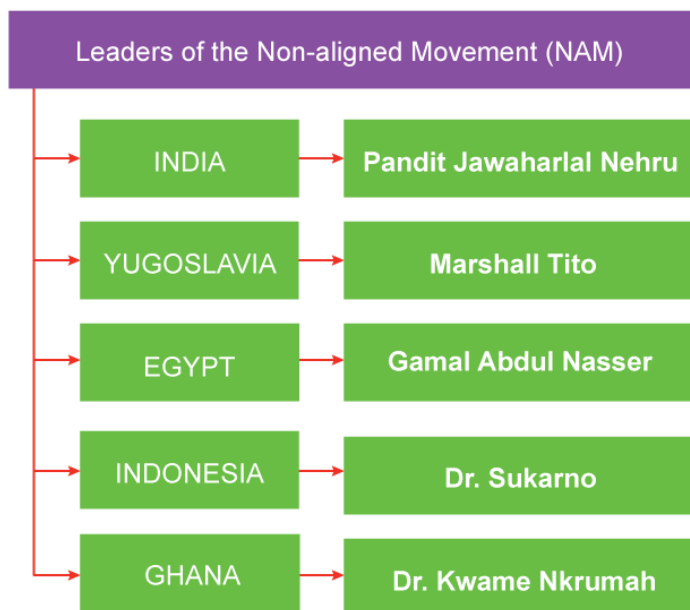 Leaders of the Non-aligned Movement (NAM)
INDIA
Pandit Jawaharlal Nehru
YUGOSLAVIA
Marshall Tito
EGYPT
Gamal Abdul Nasser
INDONESIA
Dr. Sukarno
GHANA
Dr. Kwame Nkrumah